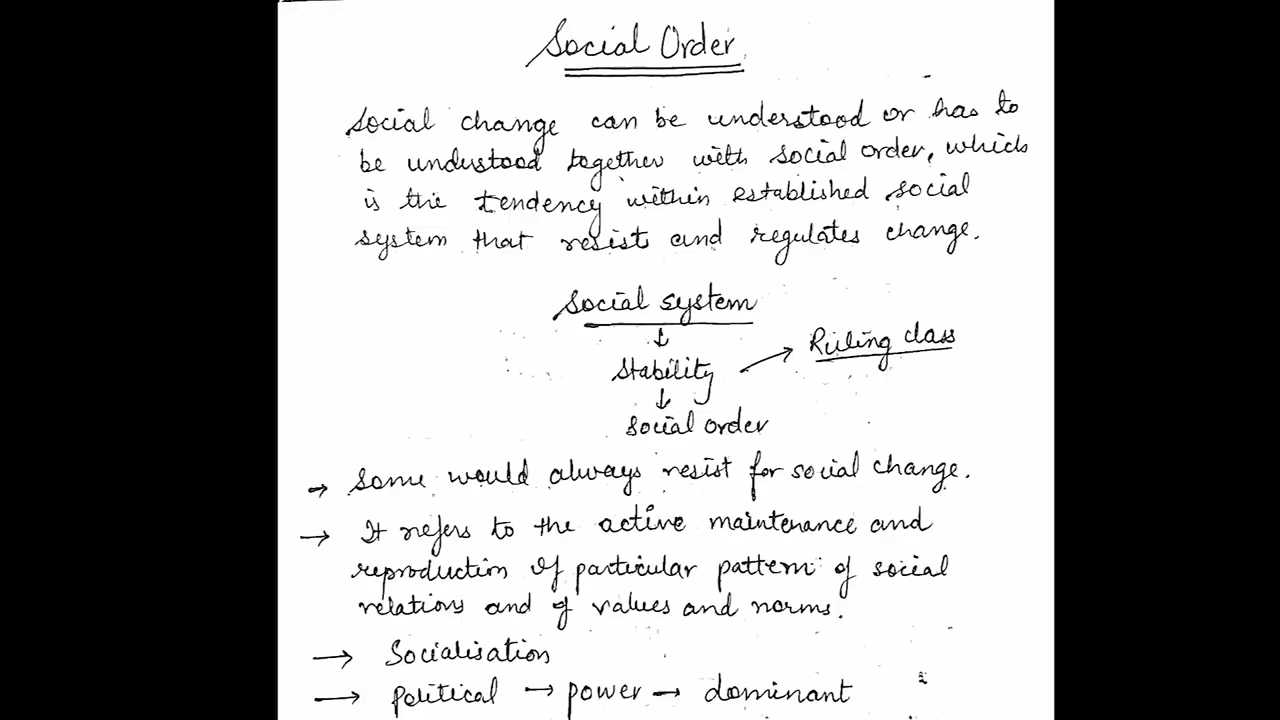 Social Order
Social change can be understood or has to
be understood together with social order, which
is the tendency within established social
system that resist and regulates change.
Social system
↓
Stability → Ruling class
↓
Social order
→ Some would always resist for social change.
→ It refers to the active maintenance and
reproduction of particular pattern of social
relations and of values and norms.
→ Socialisation
→ Political → power → dominant